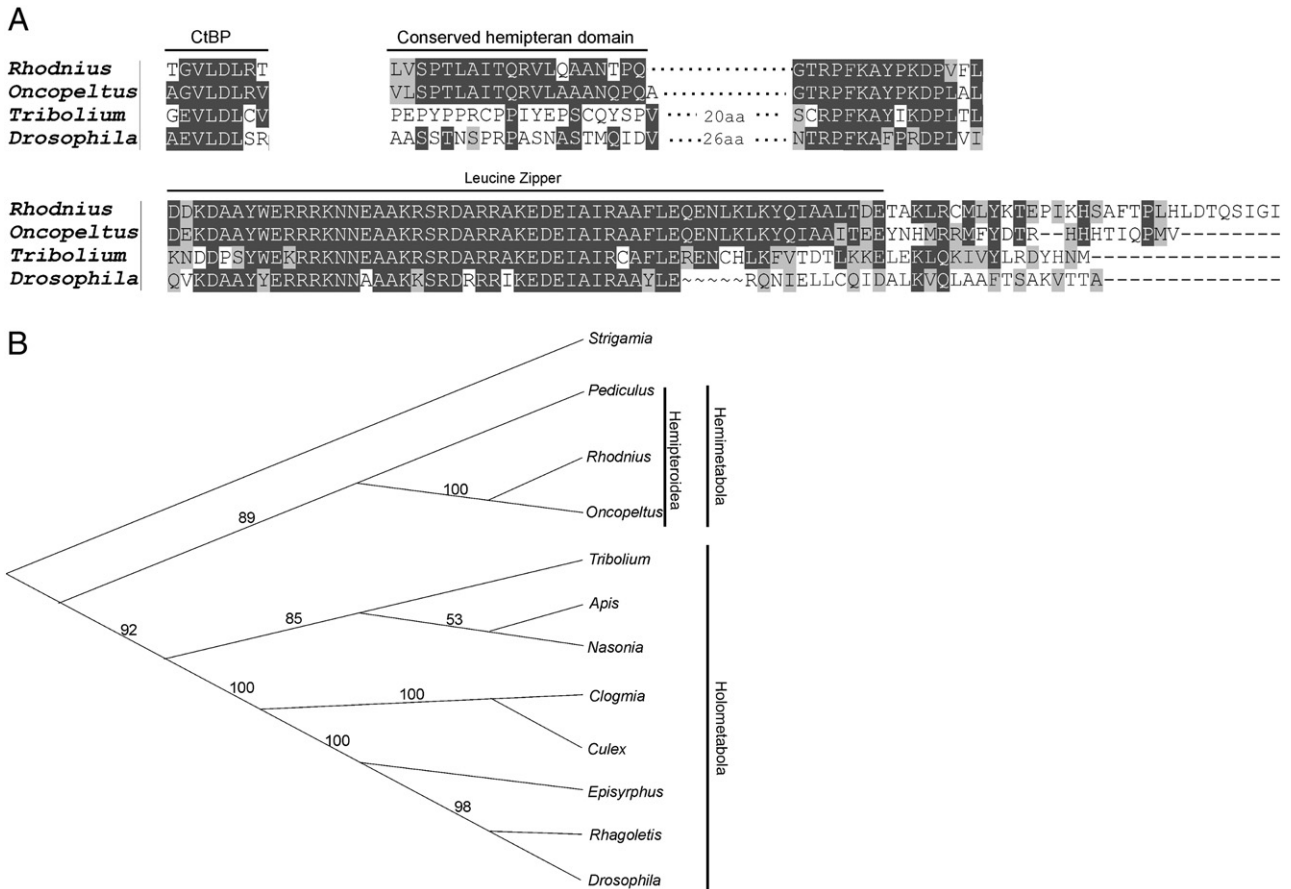 A
CtBP Conserved hemipteran domain
Rhodnius TGVLDLRT LVSPTLAITQRVLQAANTPQ··············GTRPFKAYPKDPVFL
Oncopeltus AGVLDLRV VLSPTLAITQRVLAAANQPQA·············GTRPFKAYPKDPLAL
Tribolium GEVLDLCV PEPYPPRCPPIYEPSCQYSPV ···· 20aa ···· SCRPFKAYIKDPLTL
Drosophila AEVLDLSR AASSTNSPRPASNASTMQIDV ····26aa ···· NTRPFKAFPRDPLVI
Leucine Zipper
Rhodnius DDKDAAYWERRRKNNEAAKRSRDARRAKEDEIAIRAAFLEQENLKLKYQIAALTDETAKLRCMLYKTEPIKHSAFTPLHLDTQSIGI
Oncopeltus DEKDAAYWERRRKNNEAAKRSRDARRAKEDEIAIRAAFLEQENLKLKYQIAAITEEYNHMRRMFYDTR--HHHTIQPMV--------
Tribolium KNDDPSYWEKRRKNNEAAKRSRDARRAKEDEIAIRCAFLERENCHLKFVTDTLKKELEKLQKIVYLRDYHNM---------------
Drosophila QVKDAAYYERRRKNNAAAKKSRDRRRIKEDEIAIRAAYLE~~~~~RQNIELLCQIDALKVQLAAFTSAKVTTA--------------
B
Strigamia
Pediculus
Rhodnius
100
Oncopeltus
89
Hemipteroidea
Hemimetabola
Tribolium
Apis
85
53
92
Nasonia
Clogmia
100
100
Culex
100
Episyrphus
98
Rhagoletis
Drosophila
Holometabola